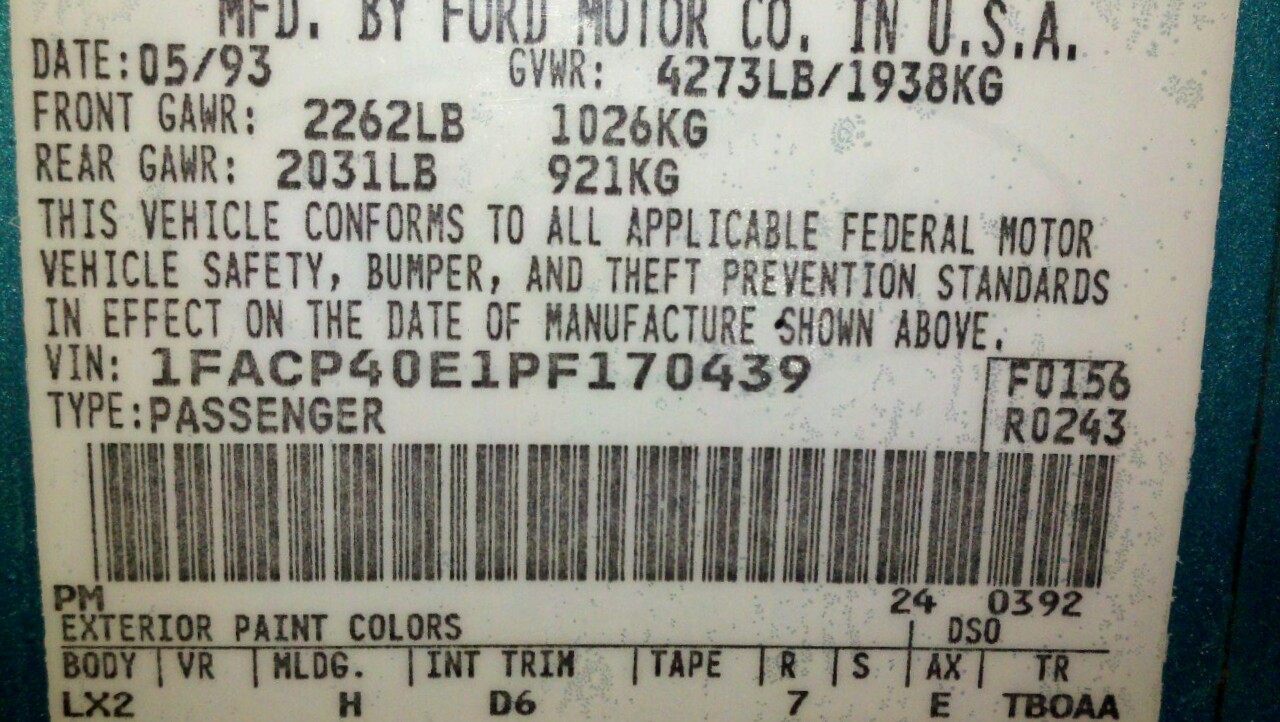 MFD. BY FORD MOTOR CO. IN U.S.A.
DATE: 05/93 GVWR: 4273LB/1938KG
FRONT GAWR: 2262LB 1026KG
REAR GAWR: 2031LB 921KG
THIS VEHICLE CONFORMS TO ALL APPLICABLE FEDERAL MOTOR
VEHICLE SAFETY, BUMPER, AND THEFT PREVENTION STANDARDS
IN EFFECT ON THE DATE OF MANUFACTURE SHOWN ABOVE.
VIN: 1FACP40E1PF170439
F0156
TYPE: PASSENGER
R0243
PM 24 0392
EXTERIOR PAINT COLORS DSO
BODY VR MLDG. INT TRIM TAPE R S AX TR
LX2 H D6 7 E TBOAA